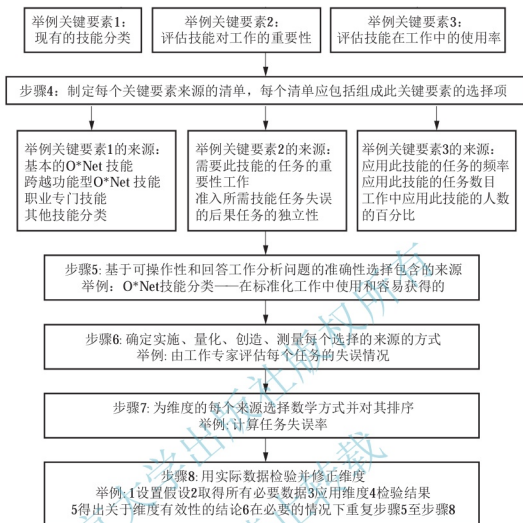 举例关键要素1:
现有的技能分类
举例关键要素2:
评估技能对工作的重要性
举例关键要素3:
评估技能在工作中的使用率
步骤4: 制定每个关键要素来源的清单，每个清单应包括组成此关键要素的选择项
举例关键要素1的来源:
基本的O*Net 技能
跨越功能型O*Net 技能
职业专门技能
其他技能分类
举例关键要素2的来源:
需要此技能的任务的重
要性工作
准入所需技能任务失误
的后果任务的独立性
举例关键要素3的来源:
应用此技能的任务的频率
应用此技能的任务数目
工作中应用此技能的人数
的百分比
步骤5: 基于可操作性和回答工作分析问题的准确性选择包含的来源
举例: O*Net技能分类——在标准化工作中使用和容易获得的
步骤6: 确定实施、量化、创造、测量每个选择的来源的方式
举例: 由工作专家评估每个任务的失误情况
步骤7: 为维度的每个来源选择数学方式并对其排序
举例: 计算任务失误率
步骤8: 用实际数据检验并修正维度
举例: 1设置假设2取得所有必要数据3应用维度4检验结果
5得出关于维度有效性的结论6在必要的情况下重复步骤5至步骤8
大学出版社版权所有